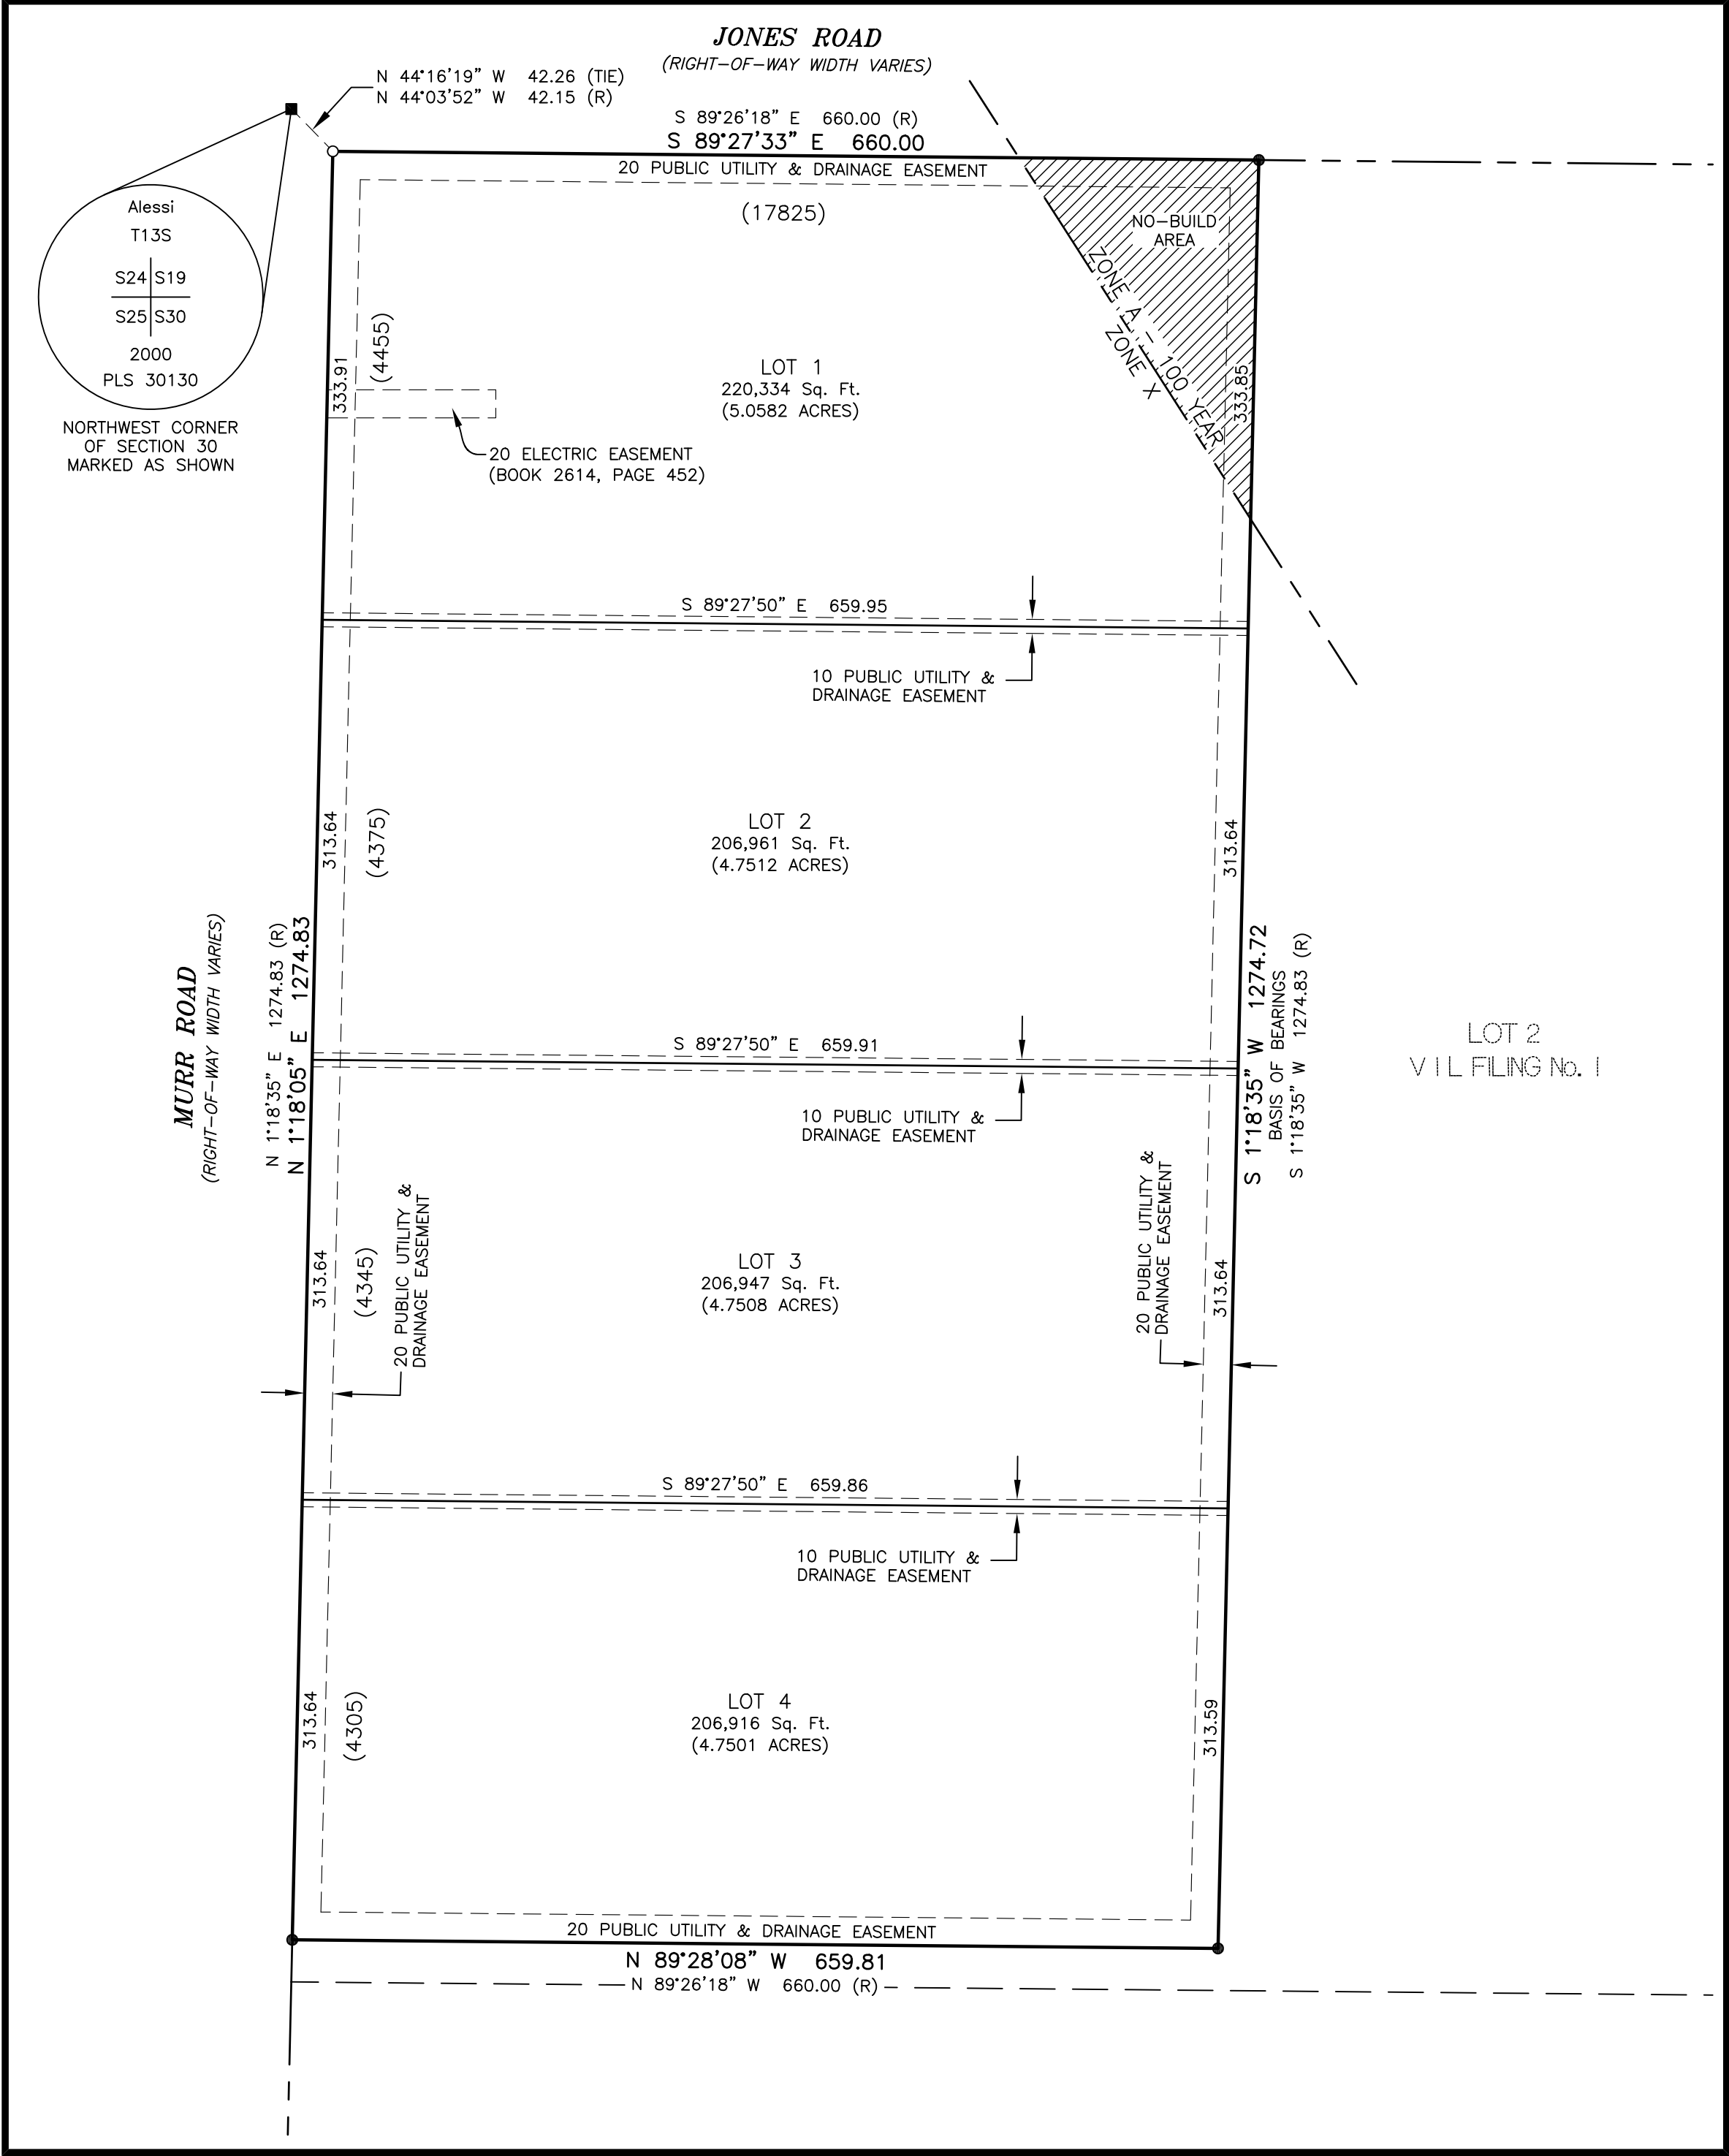 JONES ROAD
(RIGHT-OF-WAY WIDTH VARIES)
N 44°16'19" W 42.26 (TIE)
N 44°03'52" W 42.15 (R)
S 89°26'18" E 660.00 (R)
S 89°27'33" E 660.00
20 PUBLIC UTILITY & DRAINAGE EASEMENT
(17825)
NO-BUILD
AREA
Alessi
T13S
S24 S19
S25 S30
2000
PLS 30130
NORTHWEST CORNER
OF SECTION 30
MARKED AS SHOWN
333.91
(4455)
LOT 1
220,334 Sq. Ft.
(5.0582 ACRES)
ZONE A - 100 YEAR
ZONE X
333.85
20 ELECTRIC EASEMENT
(BOOK 2614, PAGE 452)
S 89°27'50" E 659.95
10 PUBLIC UTILITY &
DRAINAGE EASEMENT
313.64
(4375)
LOT 2
206,961 Sq. Ft.
(4.7512 ACRES)
313.64
MURR ROAD
(RIGHT-OF-WAY WIDTH VARIES)
N 1°18'35" E 1274.83 (R)
N 1°18'05" E 1274.83
S 1°18'35" W 1274.72
BASIS OF BEARINGS
S 1°18'35" W 1274.83 (R)
LOT 2
V I L FILING No. 1
S 89°27'50" E 659.91
10 PUBLIC UTILITY &
DRAINAGE EASEMENT
313.64
(4345)
20 PUBLIC UTILITY &
DRAINAGE EASEMENT
LOT 3
206,947 Sq. Ft.
(4.7508 ACRES)
20 PUBLIC UTILITY &
DRAINAGE EASEMENT
313.64
S 89°27'50" E 659.86
10 PUBLIC UTILITY &
DRAINAGE EASEMENT
313.64
(4305)
LOT 4
206,916 Sq. Ft.
(4.7501 ACRES)
313.59
20 PUBLIC UTILITY & DRAINAGE EASEMENT
N 89°28'08" W 659.81
N 89°26'18" W 660.00 (R)